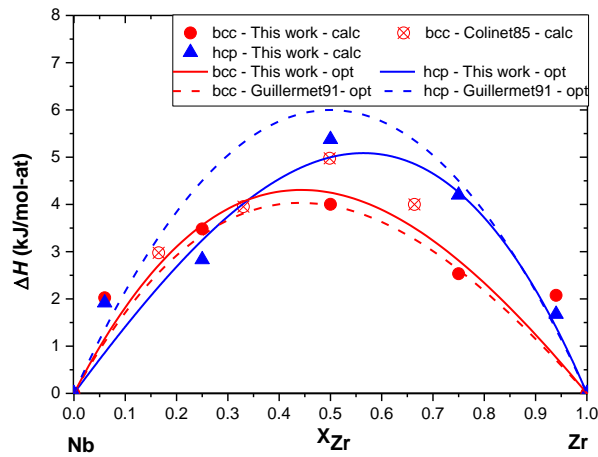 bcc - This work - calc bcc - Colinet85 - calc
hcp - This work - calc
bcc - This work - opt hcp - This work - opt
bcc - Guillermet91- opt hcp - Guillermet91 - opt
8
7
6
5
4
3
2
1
0
ΔH (kJ/mol-at)
0.0 0.1 0.2 0.3 0.4 0.5 0.6 0.7 0.8 0.9 1.0
Nb XZr Zr